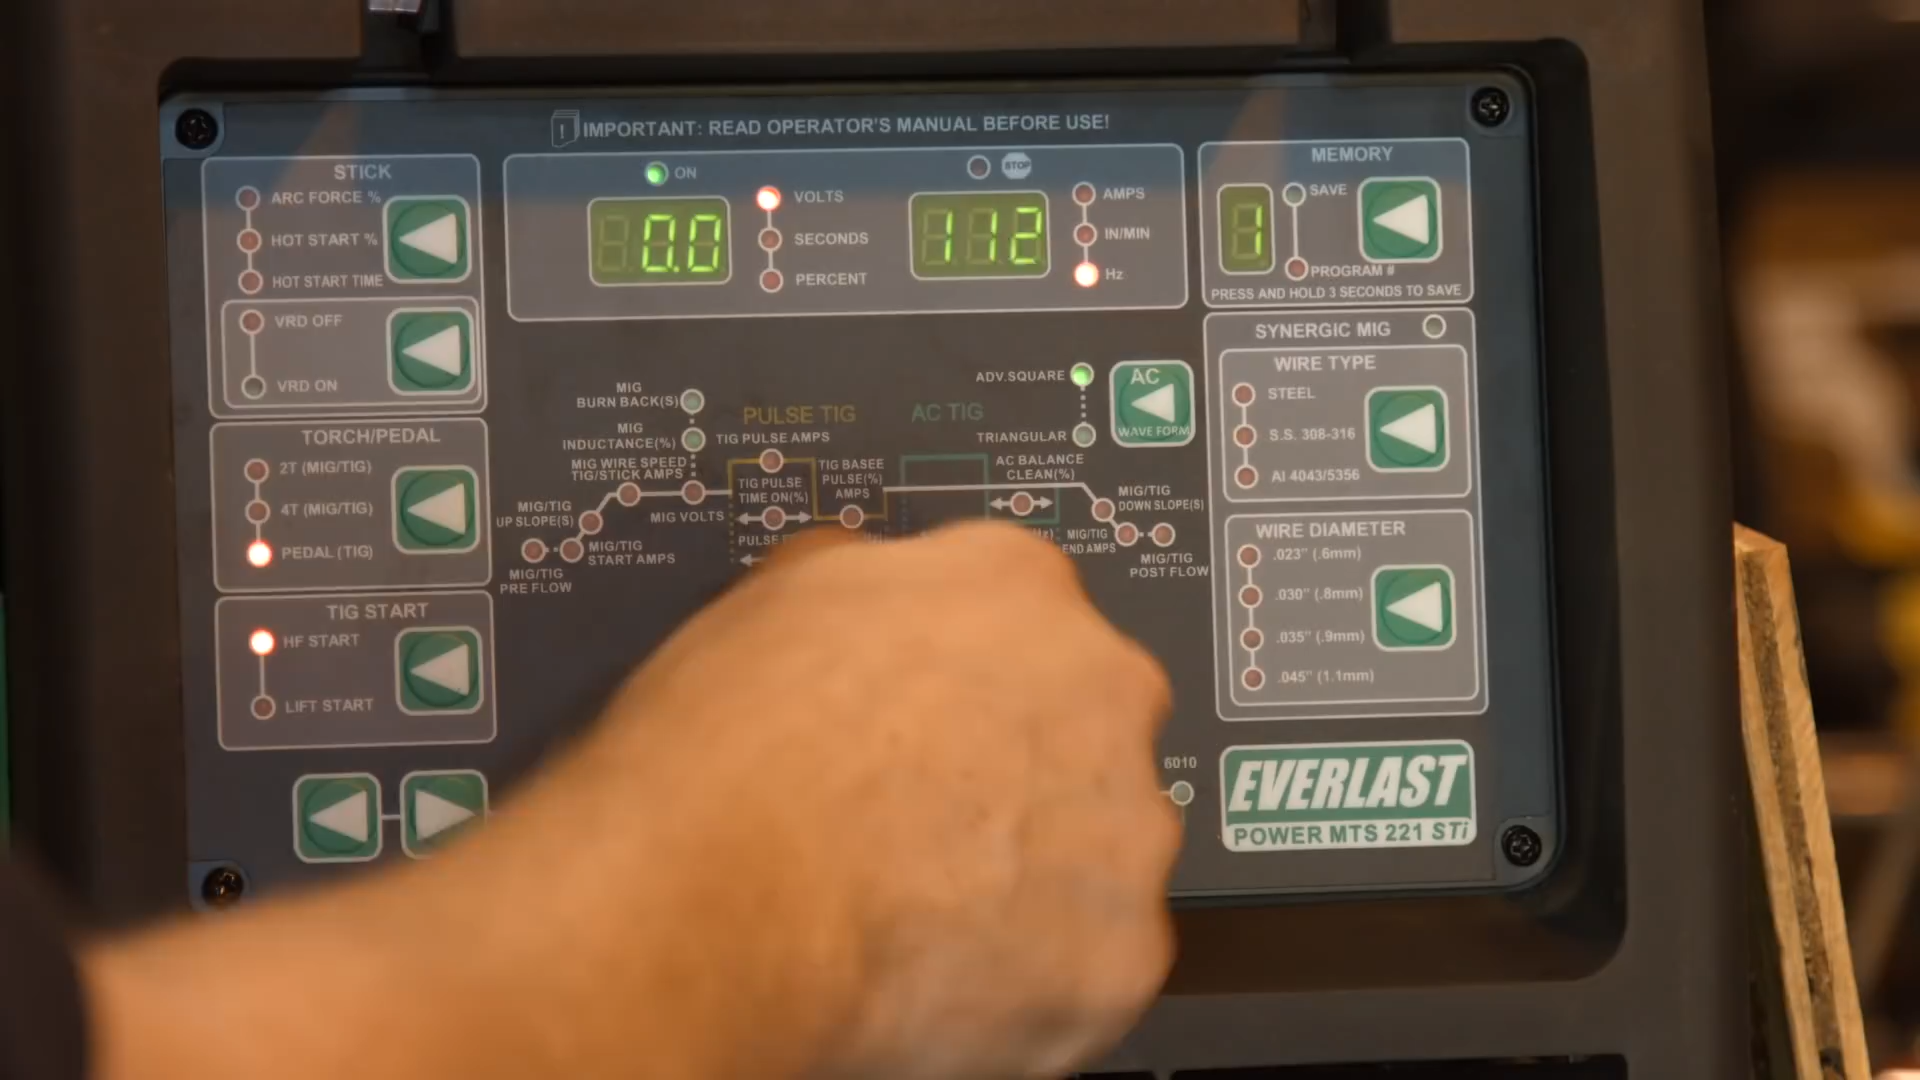 ! IMPORTANT: READ OPERATOR'S MANUAL BEFORE USE!
STICK
ARC FORCE %
HOT START %
HOT START TIME
VRD OFF
VRD ON
TORCH/PEDAL
2T (MIG/TIG)
4T (MIG/TIG)
PEDAL (TIG)
TIG START
HF START
LIFT START
ON
0.0
VOLTS
SECONDS
PERCENT
STOP
112
AMPS
IN/MIN
Hz
MIG
BURN BACK(S)
MIG
INDUCTANCE(%)
MIG WIRE SPEED
TIG/STICK AMPS
MIG/TIG
UP SLOPE(S)
MIG/TIG
START AMPS
MIG/TIG
PRE FLOW
MIG VOLTS
PULSE TIG
TIG PULSE AMPS
TIG PULSE
TIME ON(%)
PULSE
TIG BASEE
PULSE(%)
AMPS
AC TIG
ADV.SQUARE
TRIANGULAR
AC
WAVE FORM
AC BALANCE
CLEAN(%)
MIG/TIG
DOWN SLOPE(S)
MIG/TIG
END AMPS
MIG/TIG
POST FLOW
6010
MEMORY
1
SAVE
PROGRAM #
PRESS AND HOLD 3 SECONDS TO SAVE
SYNERGIC MIG
WIRE TYPE
STEEL
S.S. 308-316
Al 4043/5356
WIRE DIAMETER
.023" (.6mm)
.030" (.8mm)
.035" (.9mm)
.045" (1.1mm)
EVERLAST
POWER MTS 221 STi